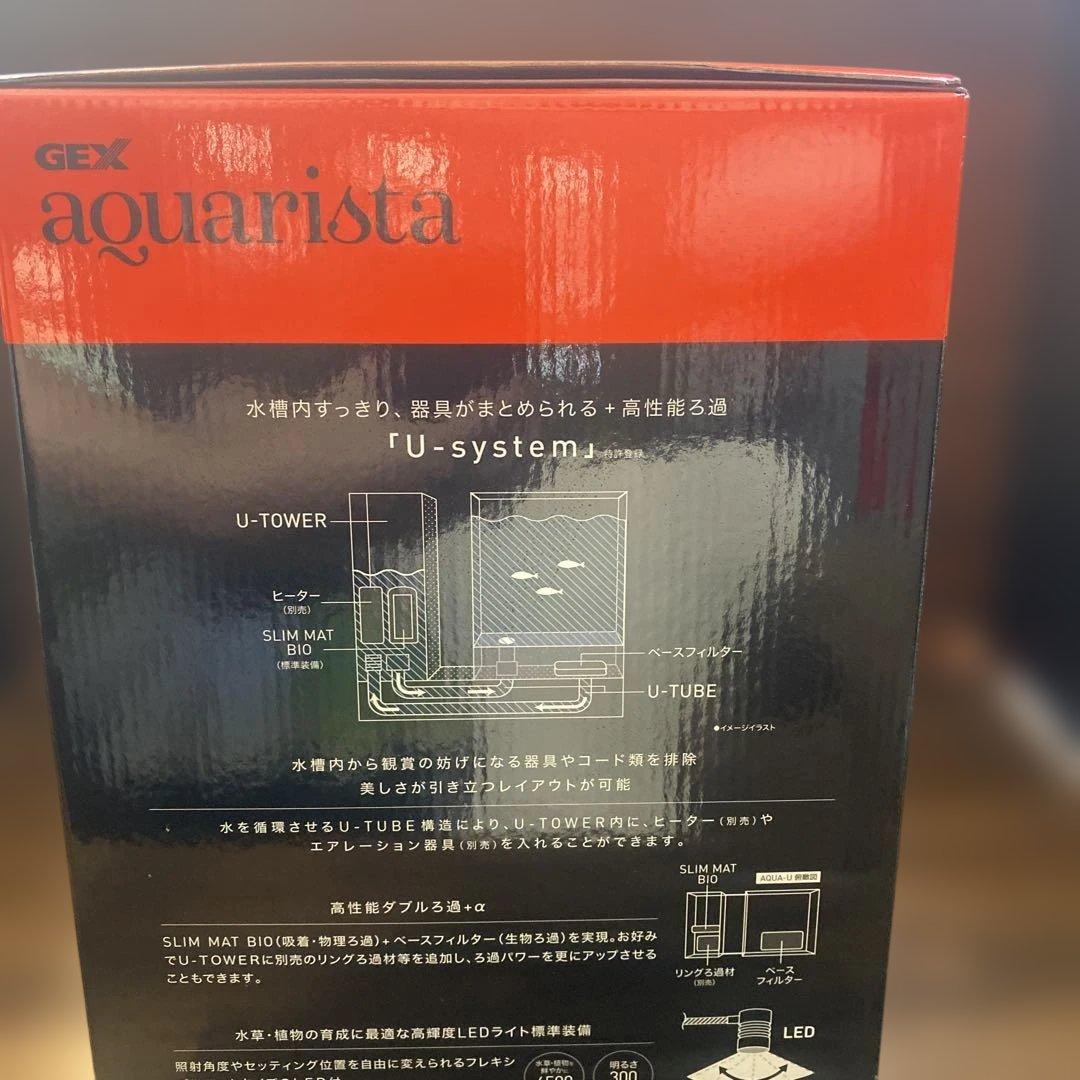 GEX
aquarista
水槽内すっきり、器具がまとめられる+高性能ろ過
「U-system」特許登録
U-TOWER
ヒーター
(別売)
SLIM MAT
BIO
(標準装備)
ベースフィルター
U-TUBE
●イメージイラスト
水槽内から観賞の妨げになる器具やコード類を排除
美しさが引き立つレイアウトが可能
水を循環させるU-TUBE構造により、U-TOWER内に、ヒーター(別売)や
エアレーション器具(別売)を入れることができます。
高性能ダブルろ過+α
SLIM MAT BIO(吸着・物理ろ過)+ベースフィルター(生物ろ過)を実現。お好み
でU-TOWERに別売のリングろ過材等を追加し、ろ過パワーを更にアップさせる
こともできます。
SLIM MAT
BIO
AQUA-U 俯瞰図
リングろ過材
(別売)
ベース
フィルター
水草・植物の育成に最適な高輝度LEDライト標準装備
照射角度やセッティング位置を自由に変えられるフレキシ
水草・植物を
鮮やかに
明るさ
300
LED